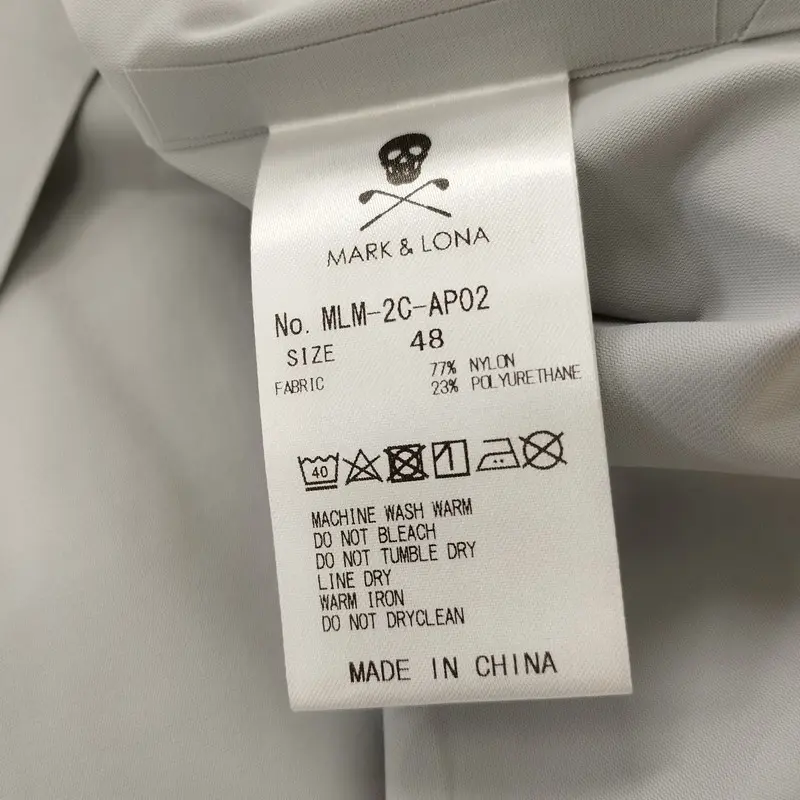 MARK & LONA
No. MLM-2C-AP02
SIZE 48
FABRIC 77% NYLON
23% POLYURETHANE
40
MACHINE WASH WARM
DO NOT BLEACH
DO NOT TUMBLE DRY
LINE DRY
WARM IRON
DO NOT DRYCLEAN
MADE IN CHINA